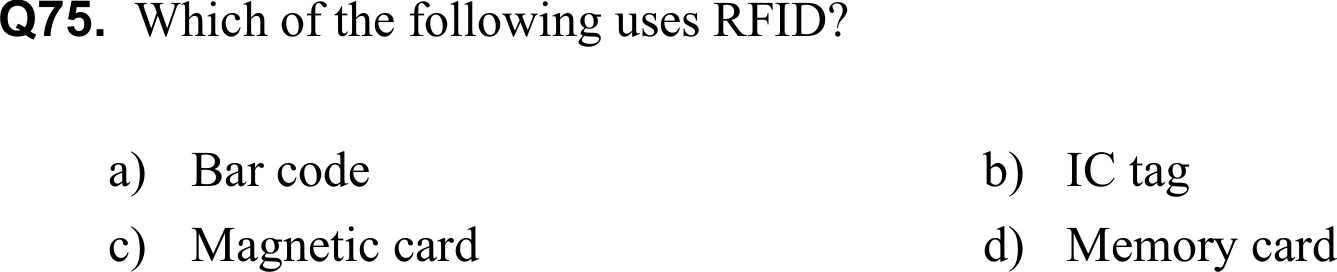 Q75. Which of the following uses RFID?
a) Bar code b) IC tag
c) Magnetic card d) Memory card